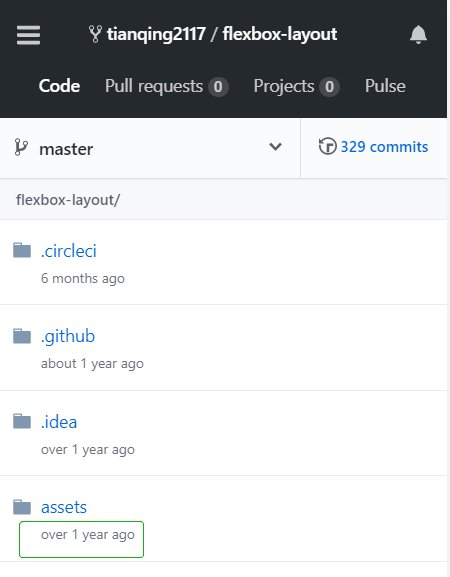 tianqing2117 / flexbox-layout
Code Pull requests 0 Projects 0 Pulse
master 329 commits
flexbox-layout/
.circleci
6 months ago
.github
about 1 year ago
.idea
over 1 year ago
assets
over 1 year ago